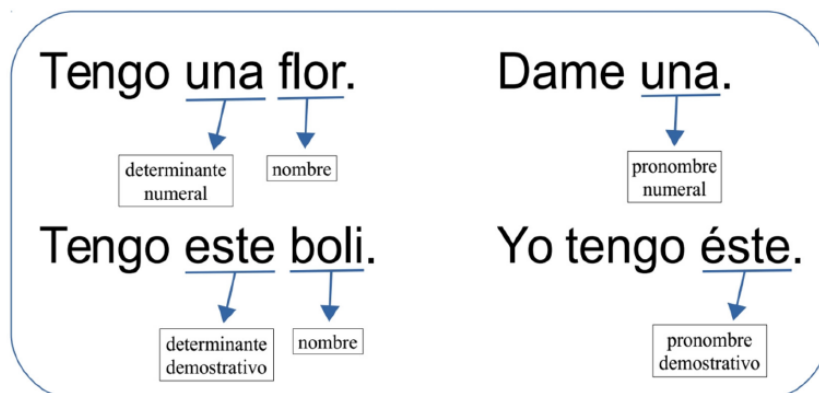 Tengo una flor.
Dame una.
determinante
numeral
nombre
pronombre
numeral
Tengo este boli.
Yo tengo éste.
determinante
demostrativo
nombre
pronombre
demostrativo